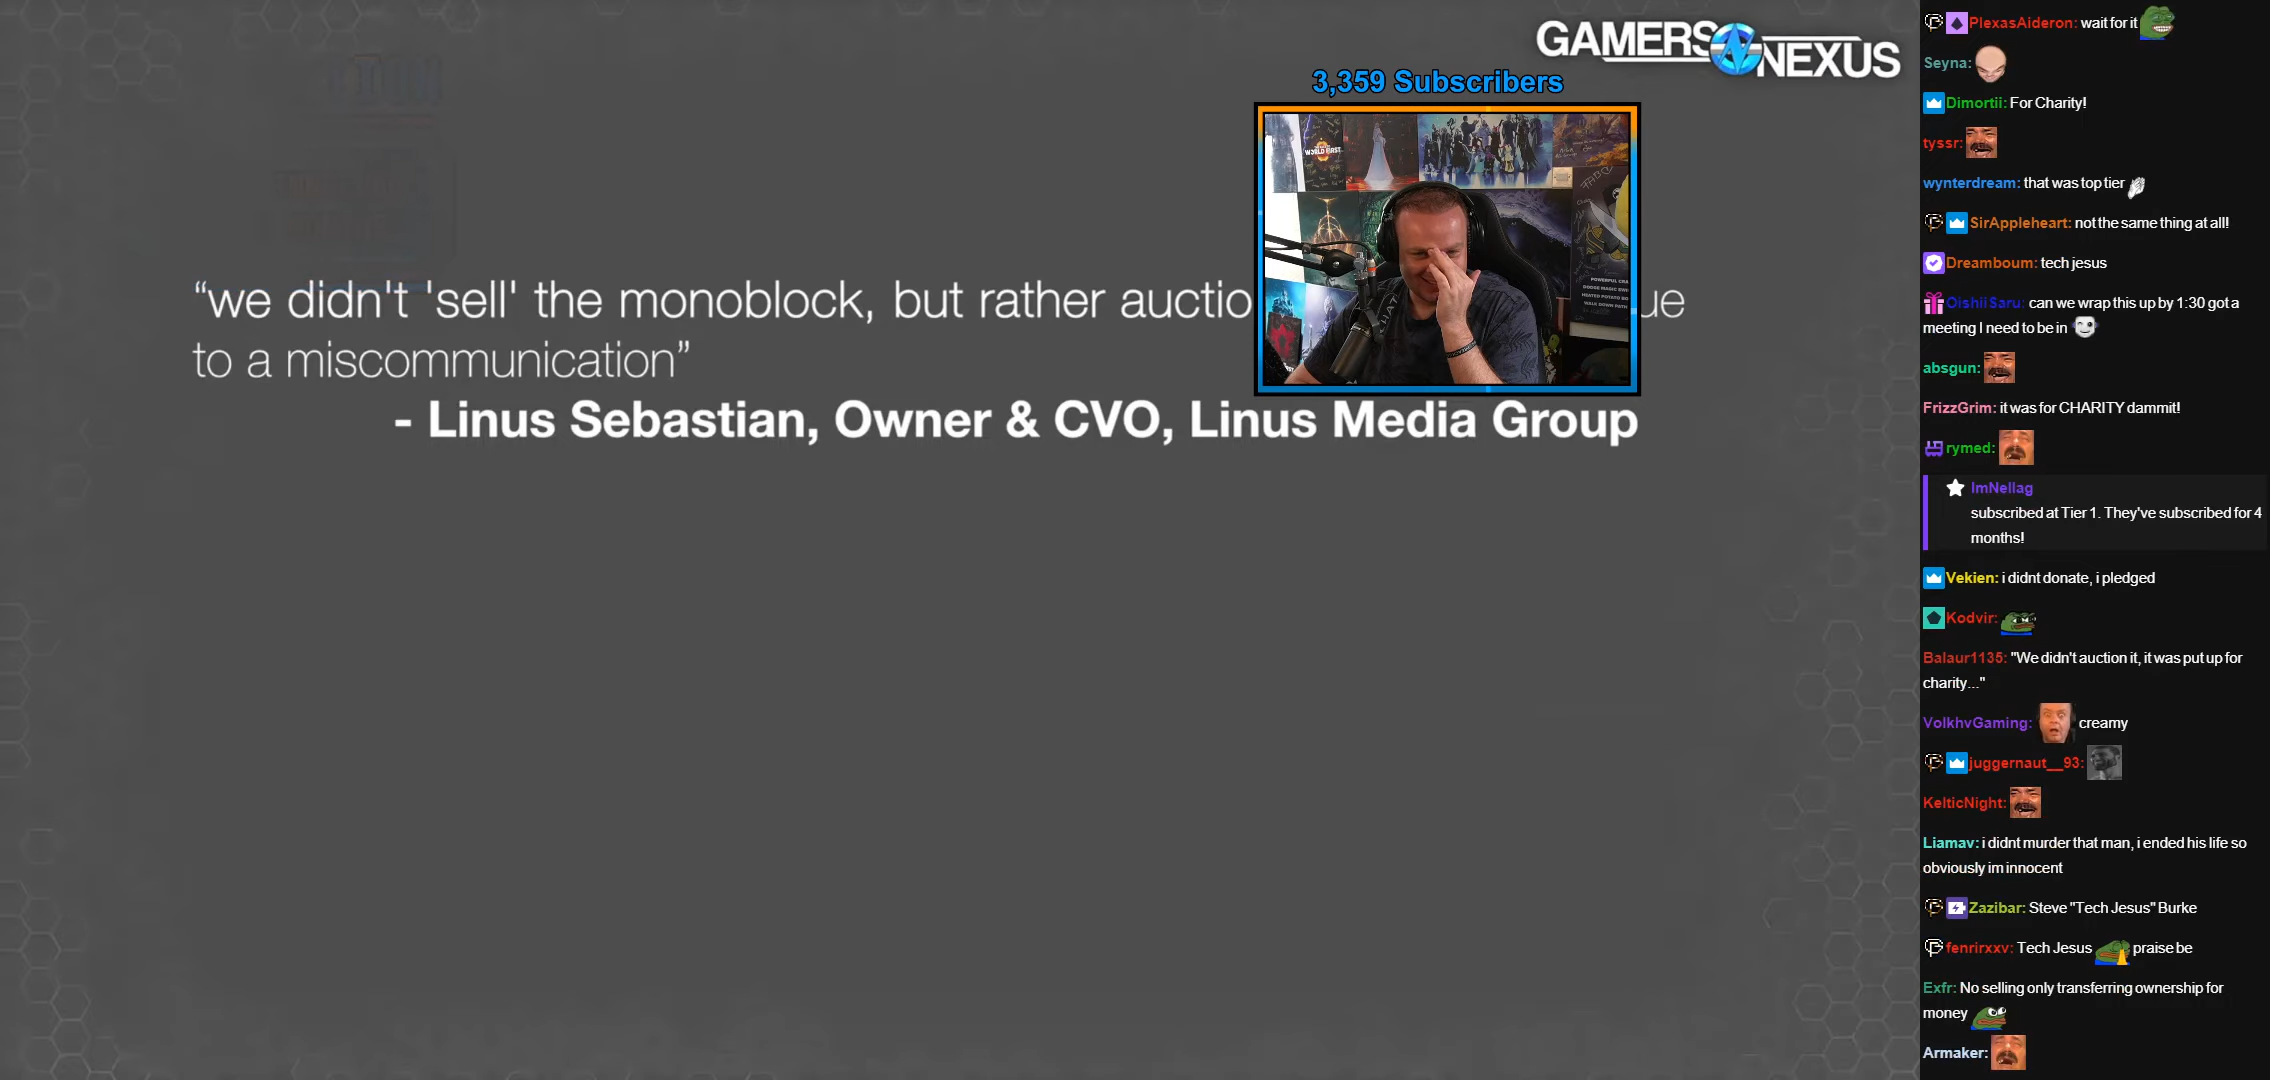 GAMERS NEXUS
3,359 Subscribers
WORLD FIRST
“we didn't 'sell' the monoblock, but rather auctio ue
to a miscommunication”
- Linus Sebastian, Owner & CVO, Linus Media Group
PlexasAideron: wait for it
Seyna:
Dimortii: For Charity!
tyssr:
wynterdream: that was top tier
SirAppleheart: not the same thing at all!
Dreamboum: tech jesus
OishiiSaru: can we wrap this up by 1:30 got a
meeting I need to be in
absgun:
FrizzGrim: it was for CHARITY dammit!
rymed:
ImNellag
subscribed at Tier 1. They've subscribed for 4
months!
Vekien: i didnt donate, i pledged
Kodvir:
Balaur1135: "We didn't auction it, it was put up for
charity..."
VolkhvGaming: creamy
juggernaut__93:
KelticNight:
Liamav: i didnt murder that man, i ended his life so
obviously im innocent
Zazibar: Steve "Tech Jesus" Burke
fenrirxxv: Tech Jesus praise be
Exfr: No selling only transferring ownership for
money
Armaker: